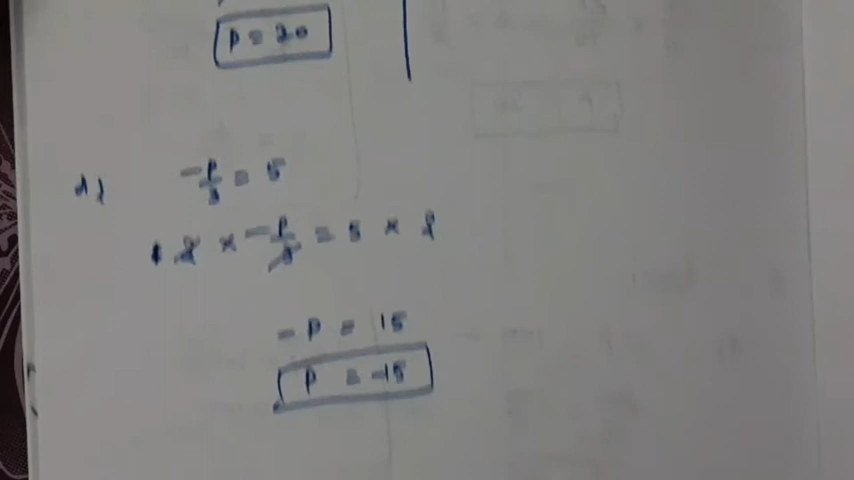 p = 20
d)
-p/3 = 5
3 × -p/3 = 5 × 3
-p = 15
p = -15